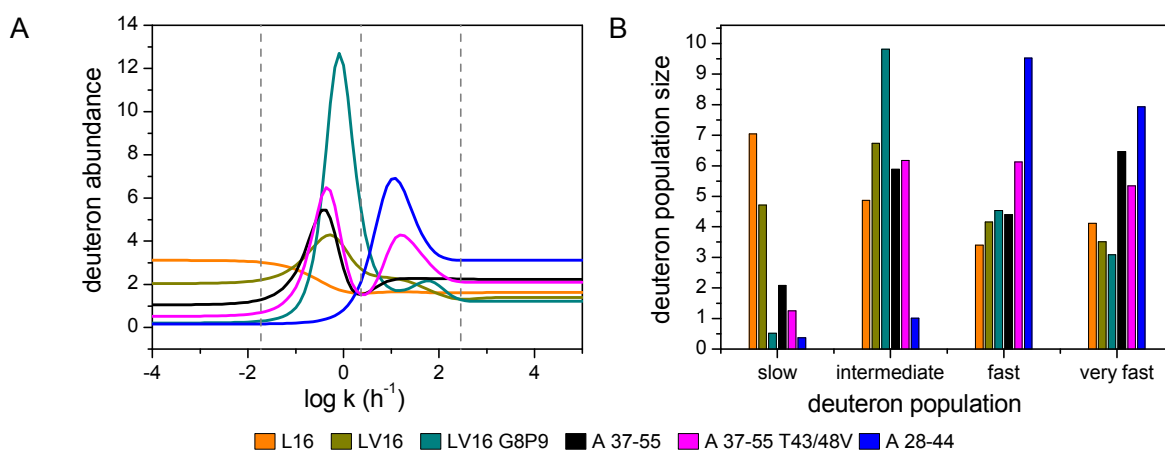 A
deuteron abundance
14
12
10
8
6
4
2
0
-4
-2
0
2
4
log k (h⁻¹)
B
deuteron population size
10
9
8
7
6
5
4
3
2
1
0
slow
intermediate
fast
very fast
deuteron population
L16
LV16
LV16 G8P9
A 37-55
A 37-55 T43/48V
A 28-44